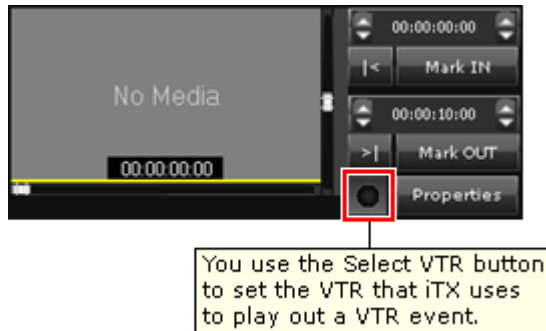 00:00:00:00
|< Mark IN
No Media
00:00:10:00
>| Mark OUT
00:00:00:00
Properties
You use the Select VTR button
to set the VTR that iTX uses
to play out a VTR event.